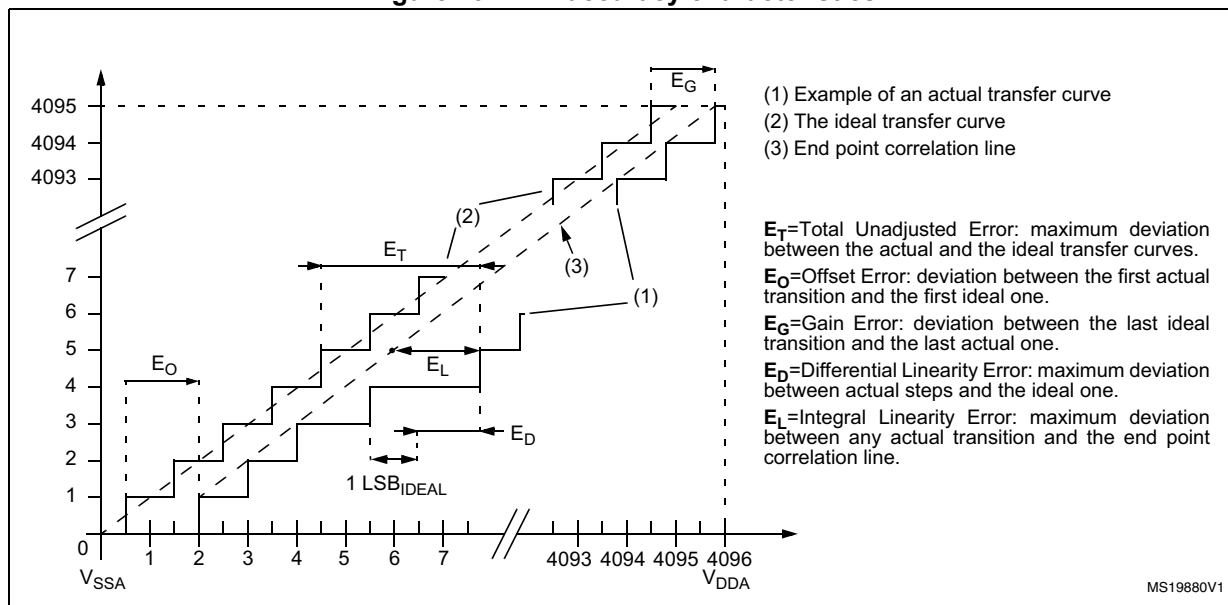 (1) Example of an actual transfer curve
(2) The ideal transfer curve
(3) End point correlation line
E_T=Total Unadjusted Error: maximum deviation
between the actual and the ideal transfer curves.
E_O=Offset Error: deviation between the first actual
transition and the first ideal one.
E_G=Gain Error: deviation between the last ideal
transition and the last actual one.
E_D=Differential Linearity Error: maximum deviation
between actual steps and the ideal one.
E_L=Integral Linearity Error: maximum deviation
between any actual transition and the end point
correlation line.
4095
4094
4093
7
6
5
4
3
2
1
0
E_G
(2)
E_T
(3)
(1)
E_O
E_L
E_D
1 LSB_IDEAL
1 2 3 4 5 6 7 4093 4094 4095 4096
V_SSA
V_DDA
MS19880V1